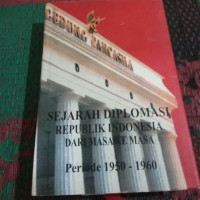 GEDUNG PANCASILA
SEJARAH DIPLOMASI
REPUBLIK INDONESIA
DARI MASA KE MASA
Periode 1950 - 1960